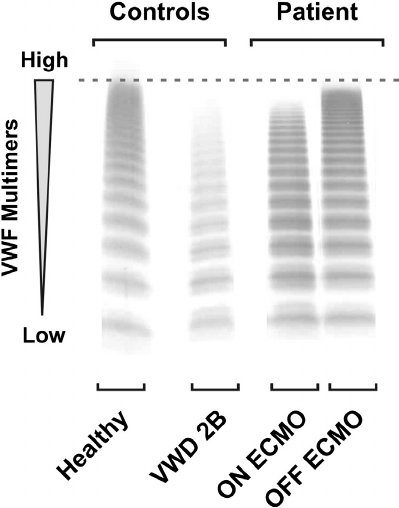 Controls
Patient
High
VWF Multimers
Low
Healthy
VWD 2B
ON ECMO
OFF ECMO